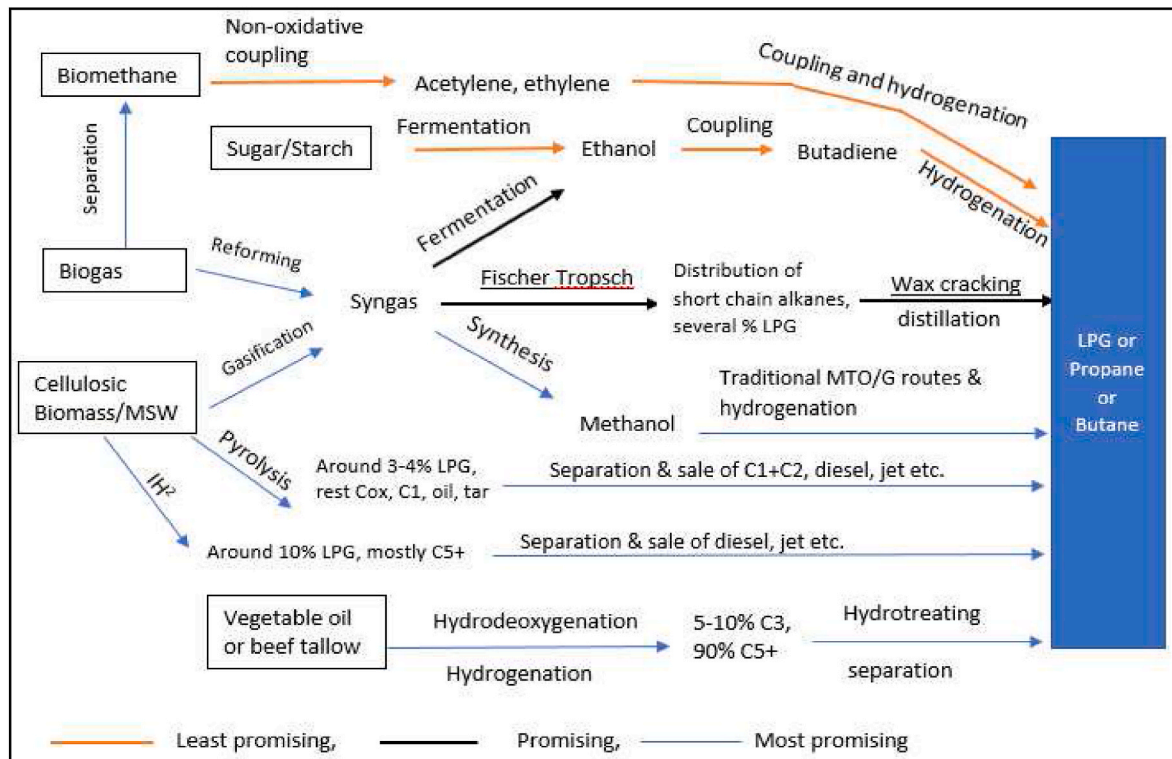 Non-oxidative
coupling
Biomethane
Acetylene, ethylene
Coupling and hydrogenation
Separation
Sugar/Starch
Fermentation
Ethanol
Coupling
Butadiene
Hydrogenation
Fermentation
Biogas
Reforming
Syngas
Fischer Tropsch
Distribution of
short chain alkanes,
several % LPG
Wax cracking
distillation
LPG or
Propane
or
Butane
Gasification
Synthesis
Cellulosic
Biomass/MSW
Methanol
Traditional MTO/G routes &
hydrogenation
Pyrolysis
Around 3-4% LPG,
rest Cox, C1, oil, tar
Separation & sale of C1+C2, diesel, jet etc.
IH²
Around 10% LPG, mostly C5+
Separation & sale of diesel, jet etc.
Vegetable oil
or beef tallow
Hydrodeoxygenation
Hydrogenation
5-10% C3,
90% C5+
Hydrotreating
separation
Least promising,
Promising,
Most promising